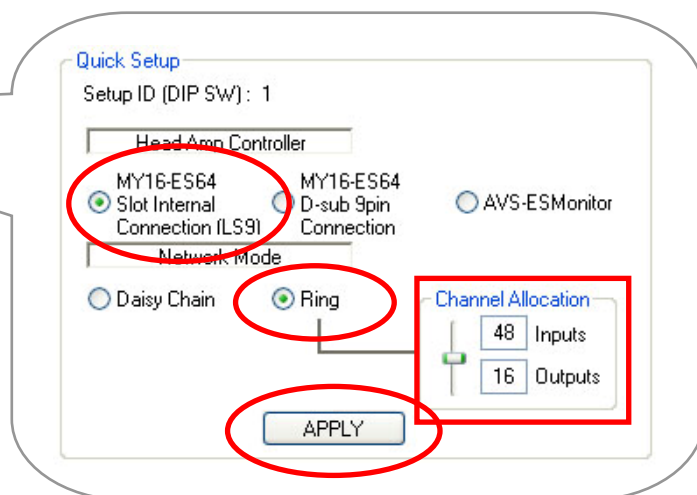 Quick Setup
Setup ID (DIP SW) : 1
Head Amp Controller
MY16-ES64
Slot Internal
Connection (LS9)
MY16-ES64
D-sub 9pin
Connection
AVS-ESMonitor
Network Mode
Daisy Chain
Ring
Channel Allocation
48 Inputs
16 Outputs
APPLY